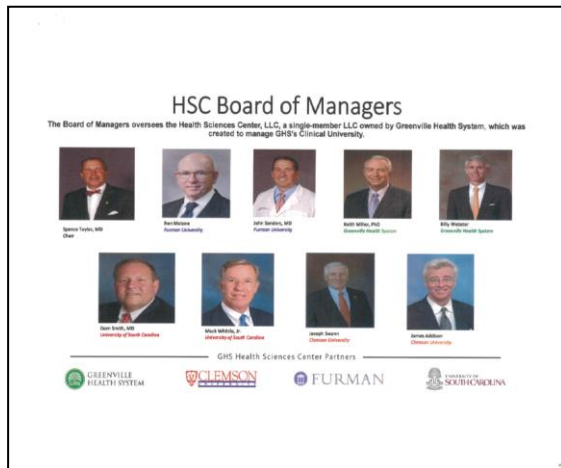 HSC Board of Managers
The Board of Managers oversees the Health Sciences Center, LLC, a single-member LLC owned by Greenville Health System, which was
created to manage GHS's Clinical University.
Spence Taylor, MD
Chair
Furman University
John Sanders, MD
Furman University
Keith Miller, PhD
Greenville Health System
Billy Webster
Greenville Health System
Smith, MD
University of South Carolina
Mack Whittle, Jr.
University of South Carolina
Joseph Swann
Clemson University
James Addison
Clemson University
GHS Health Sciences Center Partners
GREENVILLE
HEALTH SYSTEM
CLEMSON
FURMAN
UNIVERSITY OF
SOUTH CAROLINA